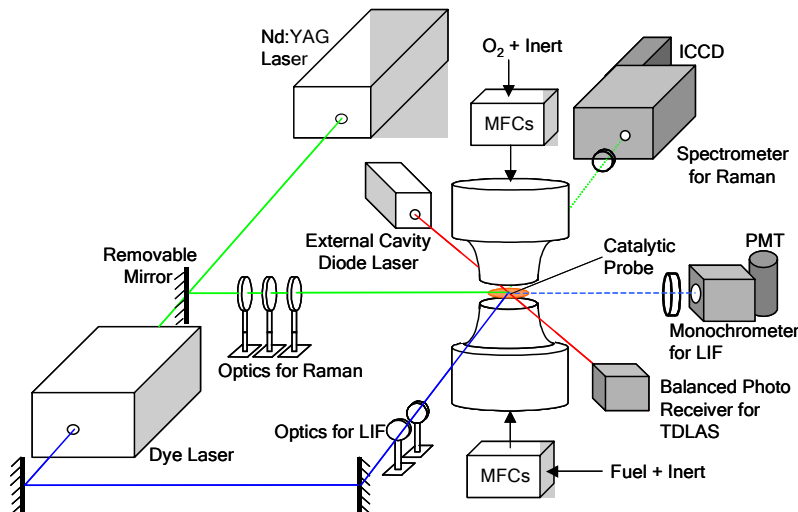 Nd:YAG
Laser
O2 + Inert
ICCD
MFCs
Spectrometer
for Raman
External Cavity
Diode Laser
Catalytic
Probe
PMT
Removable
Mirror
Monochrometer
for LIF
Optics for Raman
Balanced Photo
Receiver for
TDLAS
Optics for LIF
Dye Laser
MFCs
Fuel + Inert